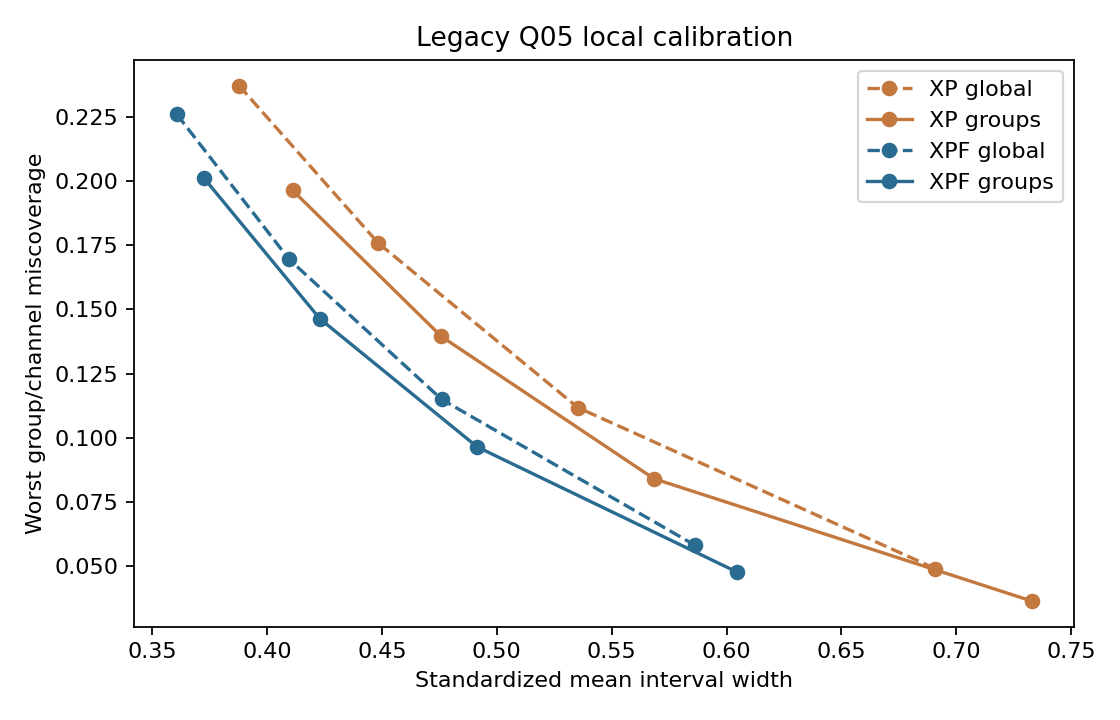 Legacy Q05 local calibration
XP global
XP groups
XPF global
XPF groups
Worst group/channel miscoverage
0.225
0.200
0.175
0.150
0.125
0.100
0.075
0.050
0.35 0.40 0.45 0.50 0.55 0.60 0.65 0.70 0.75
Standardized mean interval width